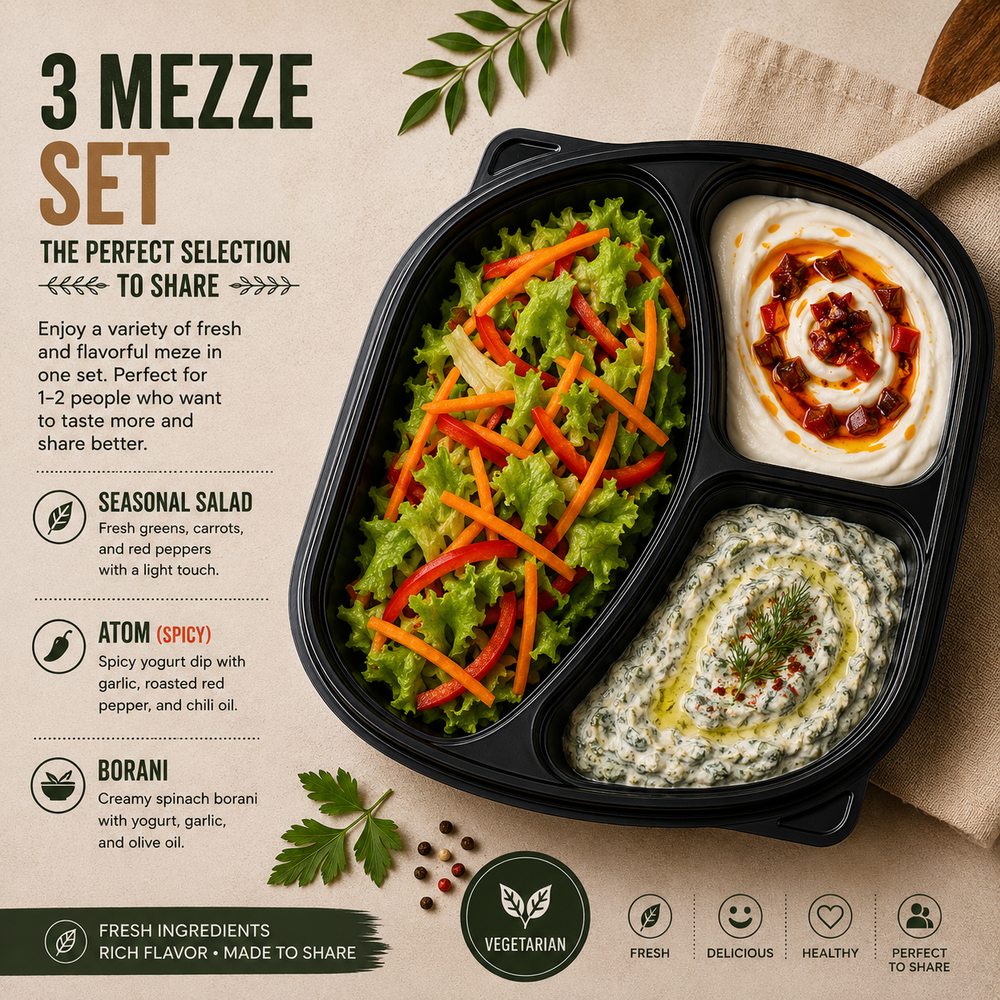 3 MEZZE
SET
THE PERFECT SELECTION
TO SHARE
Enjoy a variety of fresh
and flavorful meze in
one set. Perfect for
1–2 people who want
to taste more and
share better.
SEASONAL SALAD
Fresh greens, carrots,
and red peppers
with a light touch.
ATOM (SPICY)
Spicy yogurt dip with
garlic, roasted red
pepper, and chili oil.
BORANI
Creamy spinach borani
with yogurt, garlic,
and olive oil.
FRESH INGREDIENTS
RICH FLAVOR • MADE TO SHARE
VEGETARIAN
FRESH
DELICIOUS
HEALTHY
PERFECT
TO SHARE